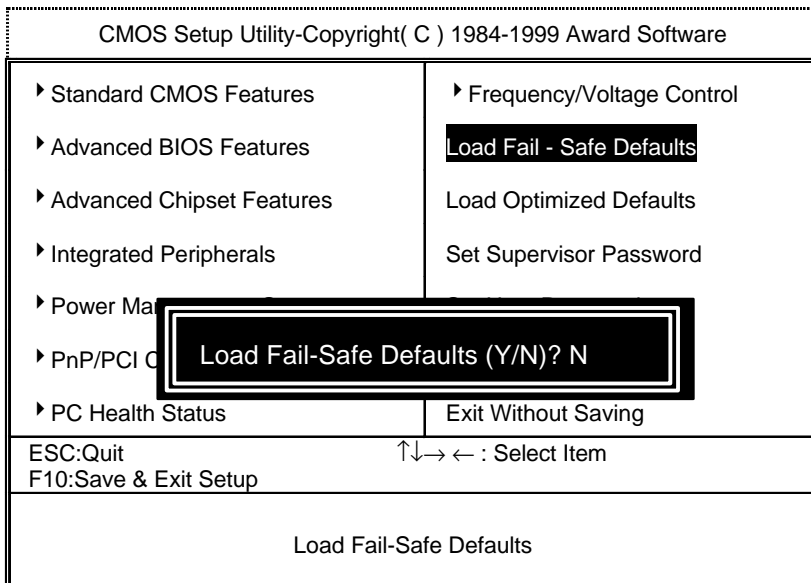 CMOS Setup Utility-Copyright( C ) 1984-1999 Award Software
Standard CMOS Features
Frequency/Voltage Control
Advanced BIOS Features
Load Fail - Safe Defaults
Advanced Chipset Features
Load Optimized Defaults
Integrated Peripherals
Set Supervisor Password
Power
PnP/PCI
Load Fail-Safe Defaults (Y/N)? N
PC Health Status
Exit Without Saving
ESC:Quit
↑↓→ ← : Select Item
F10:Save & Exit Setup
Load Fail-Safe Defaults